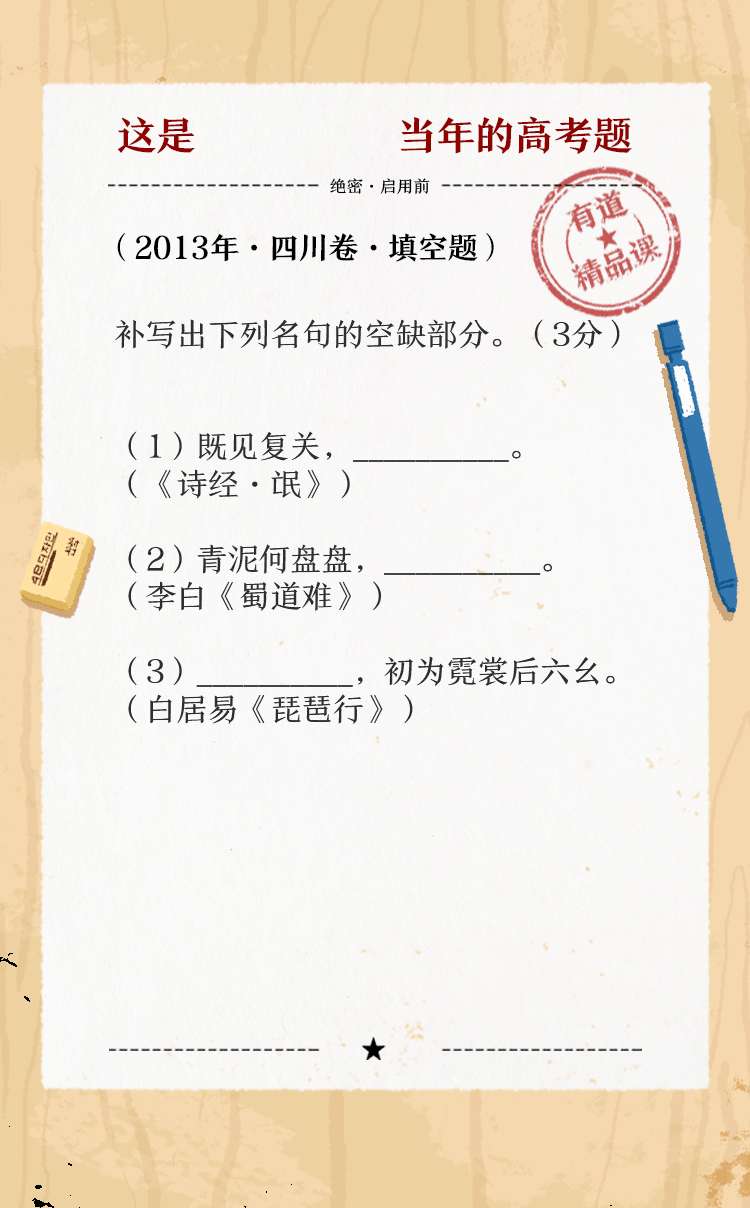 这是 当年的高考题
绝密·启用前
有道
精品课
（2013年·四川卷·填空题）
补写出下列名句的空缺部分。（3分）
（1）既见复关，__________。
（《诗经·氓》）
（2）青泥何盘盘，__________。
（李白《蜀道难》）
（3）__________，初为霓裳后六幺。
（白居易《琵琶行》）